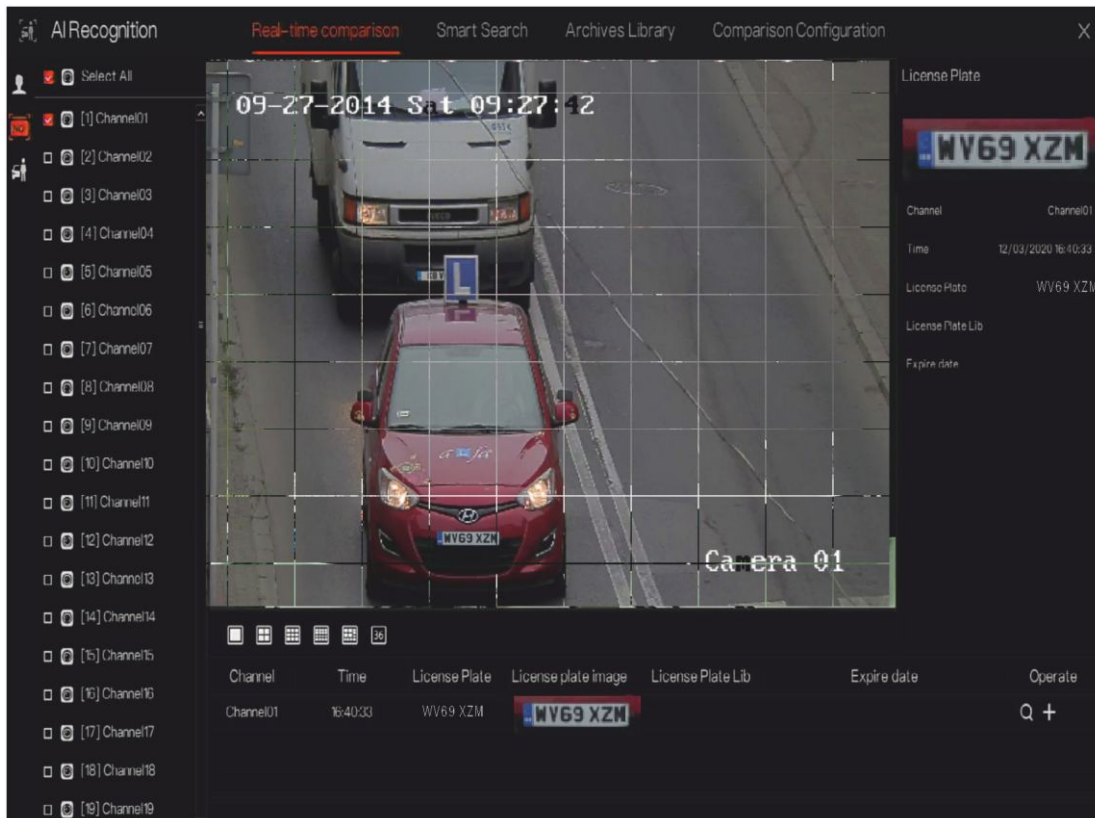 AI Recognition
Real-time comparison
Smart Search
Archives Library
Comparison Configuration
Select All
[1] Channel01
[2] Channel02
[3] Channel03
[4] Channel04
[5] Channel05
[6] Channel06
[7] Channel07
[8] Channel08
[9] Channel09
[10] Channel10
[11] Channel11
[12] Channel12
[13] Channel13
[14] Channel14
[15] Channel15
[16] Channel16
[17] Channel17
[18] Channel18
[19] Channel19
09-27-2014 Sat 09:27:42
IVECO
L
WV69 XZM
Camera 01
36
License Plate
WV69 XZM
Channel Channel01
Time 12/03/2020 16:40:33
License Plate WV69 XZM
License Plate Lib
Expire date
Channel Time License Plate License plate image License Plate Lib Expire date Operate
Channel01 16:40:33 WV69 XZM WV69 XZM